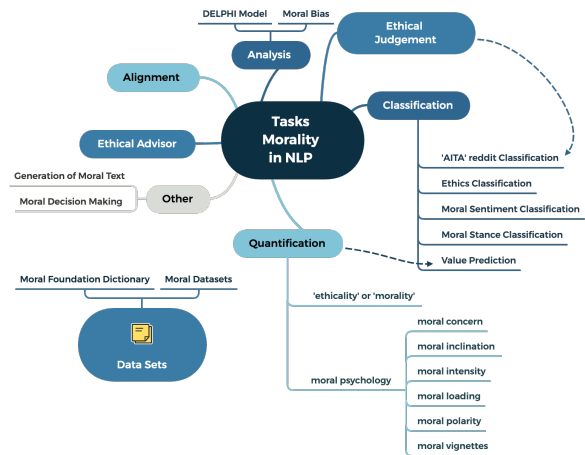 DELPHI Model
Moral Bias
Analysis
Ethical
Judgement
Alignment
Classification
Tasks
Morality
in NLP
Ethical Advisor
'AITA' reddit Classification
Generation of Moral Text
Ethics Classification
Moral Decision Making
Other
Moral Sentiment Classification
Moral Stance Classification
Quantification
Value Prediction
Moral Foundation Dictionary
Moral Datasets
'ethicality' or 'morality'
moral concern
moral inclination
Data Sets
moral psychology
moral intensity
moral loading
moral polarity
moral vignettes